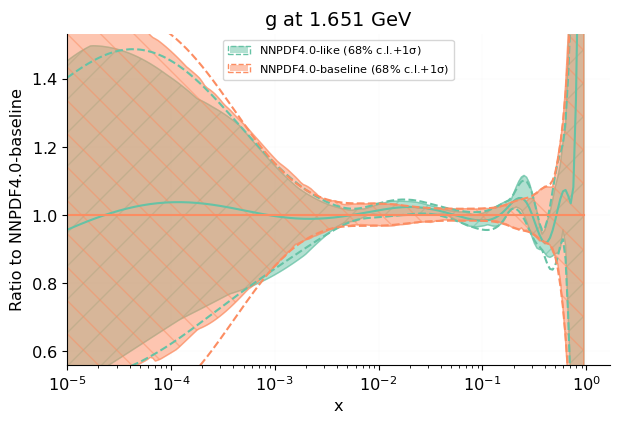 g at 1.651 GeV
NNPDF4.0-like (68% c.l.+1σ)
NNPDF4.0-baseline (68% c.l.+1σ)
Ratio to NNPDF4.0-baseline
1.4
1.2
1.0
0.8
0.6
10⁻⁵ 10⁻⁴ 10⁻³ 10⁻² 10⁻¹ 10⁰
x